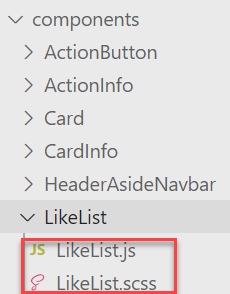 components
ActionButton
ActionInfo
Card
CardInfo
HeaderAsideNavbar
LikeList
JS LikeList.js
LikeList.scss